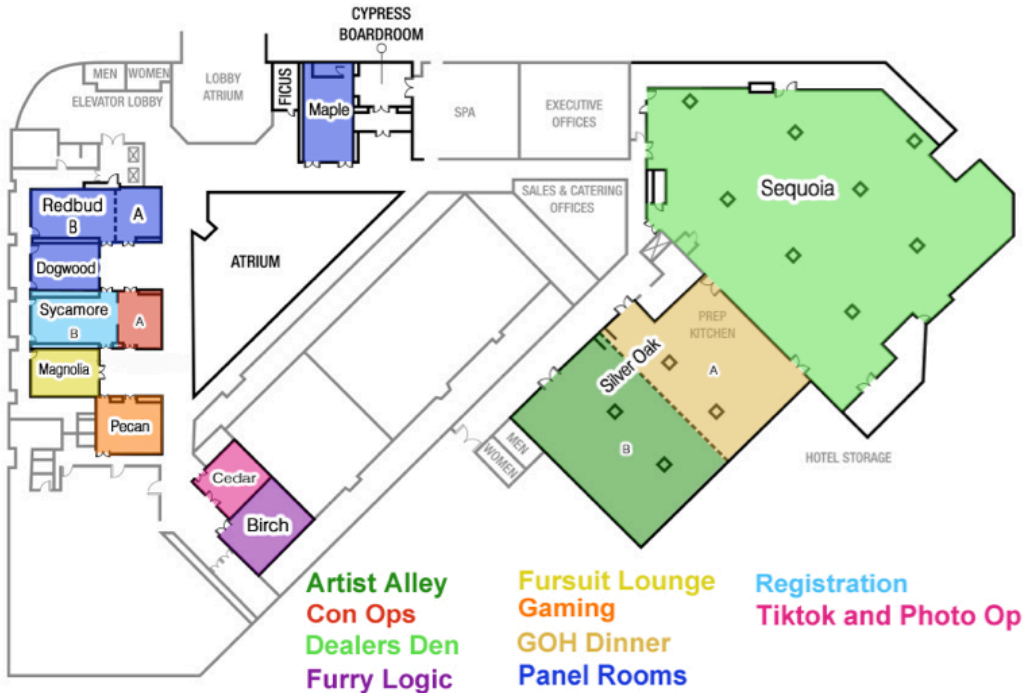 CYPRESS
BOARDROOM
MEN
WOMEN
ELEVATOR LOBBY
LOBBY
ATRIUM
FICUS
Maple
SPA
EXECUTIVE
OFFICES
Sequoia
Redbud
B
A
Dogwood
Sycamore
B
A
Magnolia
Pecan
ATRIUM
SALES & CATERING
OFFICES
PREP
KITCHEN
Silver Oak
A
B
MEN
WOMEN
HOTEL STORAGE
Cedar
Birch
Artist Alley
Con Ops
Dealers Den
Furry Logic
Fursuit Lounge
Gaming
GOH Dinner
Panel Rooms
Registration
Tiktok and Photo Op